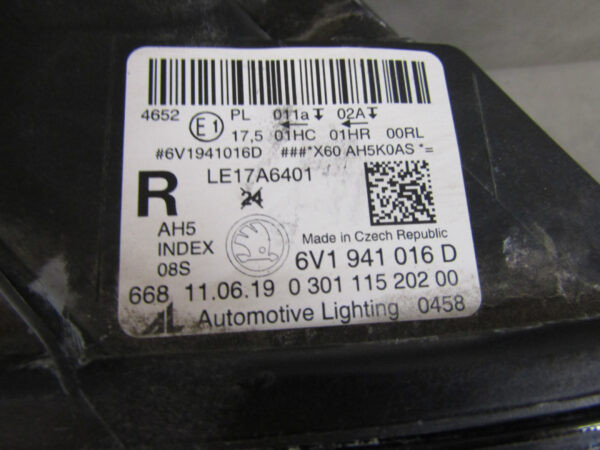 4652 E1 PL 011a 02A
17,5 01HC 01HR 00RL
#6V1941016D ###*X60 AH5K0AS *=
R LE17A6401
24
AH5
INDEX
08S
Made in Czech Republic
6V1 941 016 D
668 11.06.19 0 301 115 202 00
AL Automotive Lighting 0458